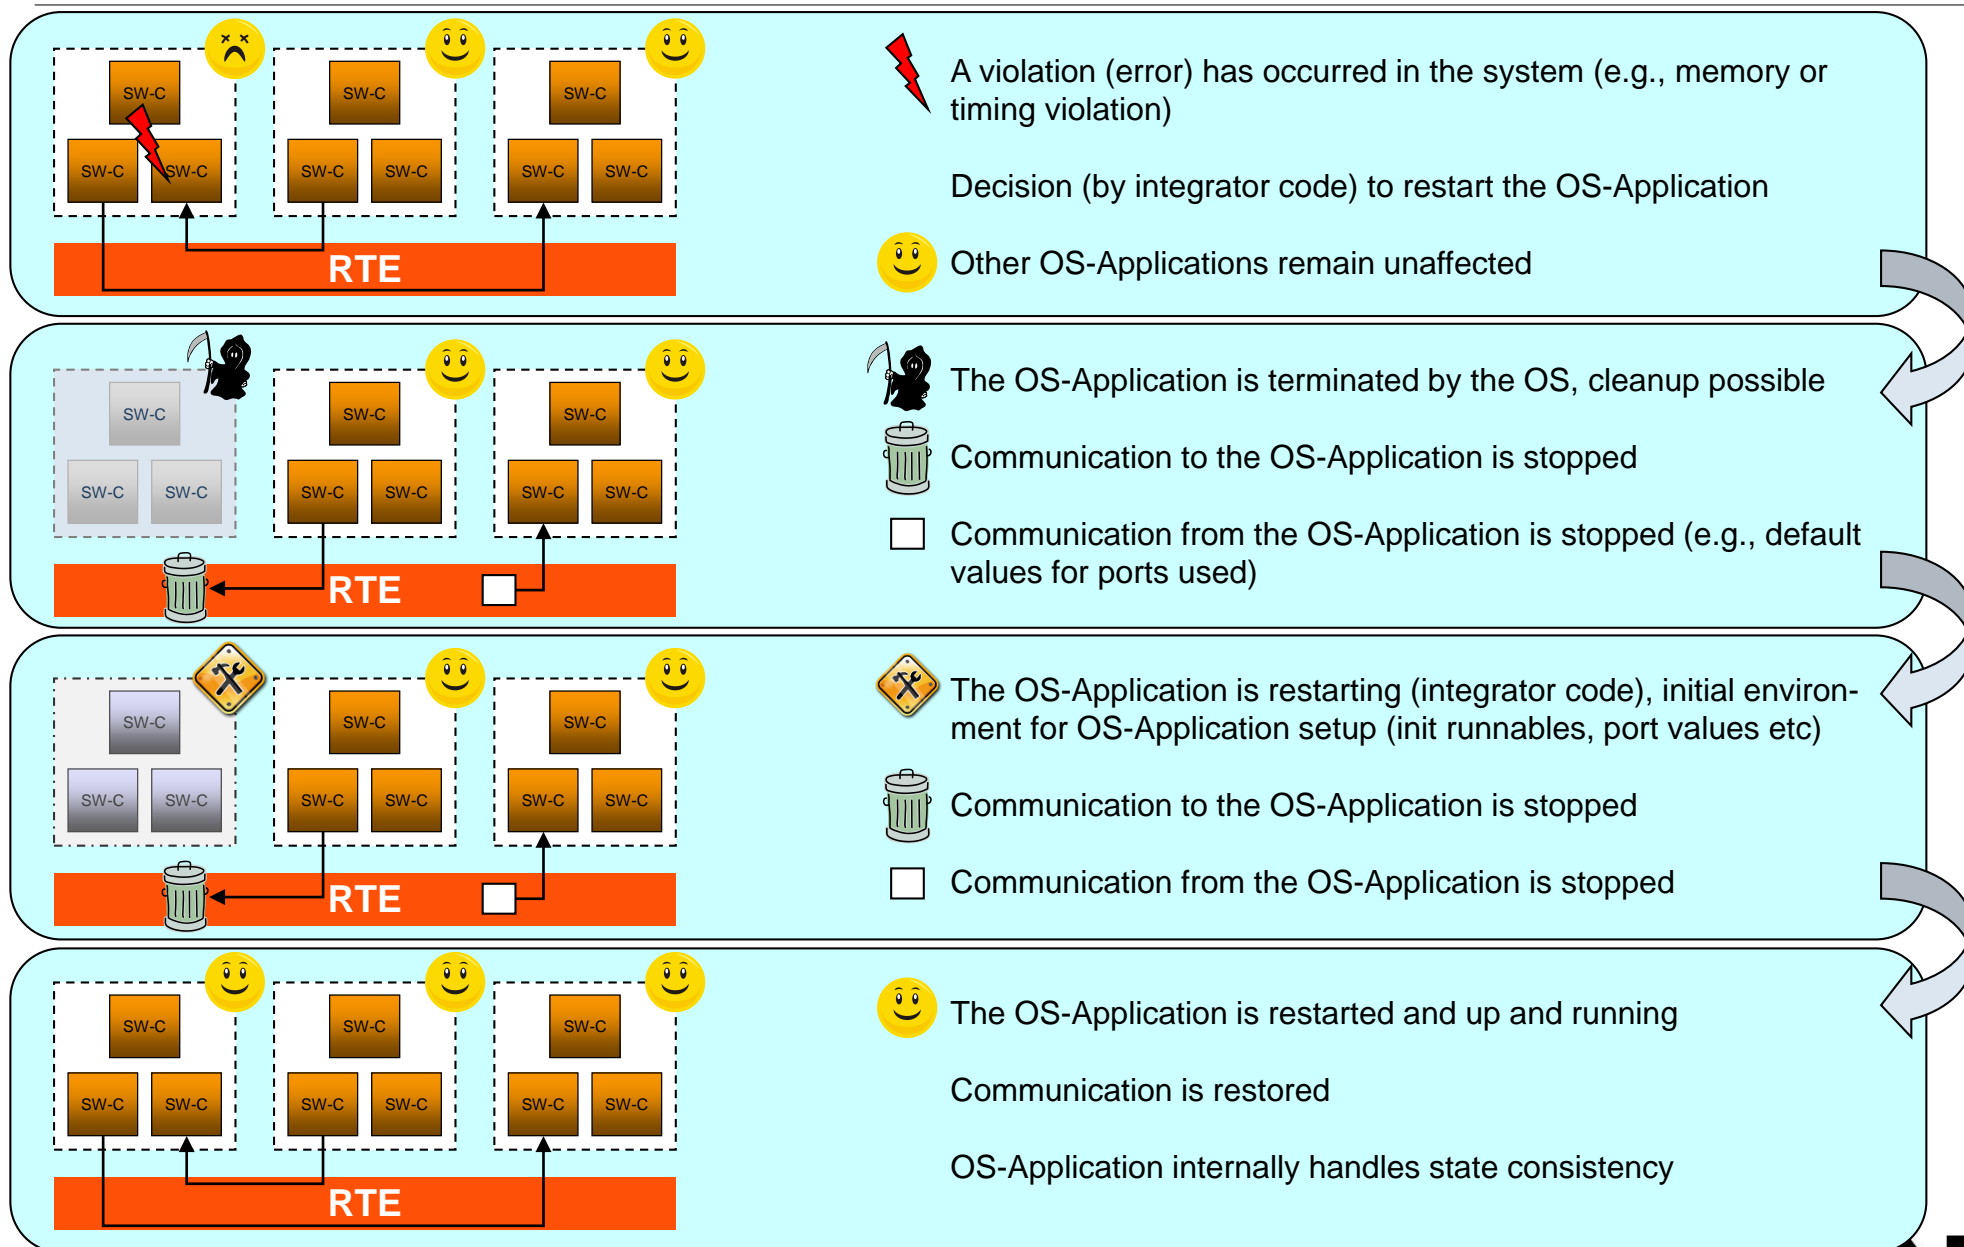 SW-C SW-C SW-C
SW-C SW-C SW-C SW-C SW-C SW-C
RTE
A violation (error) has occurred in the system (e.g., memory or
timing violation)
Decision (by integrator code) to restart the OS-Application
Other OS-Applications remain unaffected
SW-C SW-C SW-C
SW-C SW-C SW-C SW-C SW-C SW-C
RTE
The OS-Application is terminated by the OS, cleanup possible
Communication to the OS-Application is stopped
Communication from the OS-Application is stopped (e.g., default
values for ports used)
SW-C SW-C SW-C
SW-C SW-C SW-C SW-C SW-C SW-C
RTE
The OS-Application is restarting (integrator code), initial environ-
ment for OS-Application setup (init runnables, port values etc)
Communication to the OS-Application is stopped
Communication from the OS-Application is stopped
SW-C SW-C SW-C
SW-C SW-C SW-C SW-C SW-C SW-C
RTE
The OS-Application is restarted and up and running
Communication is restored
OS-Application internally handles state consistency